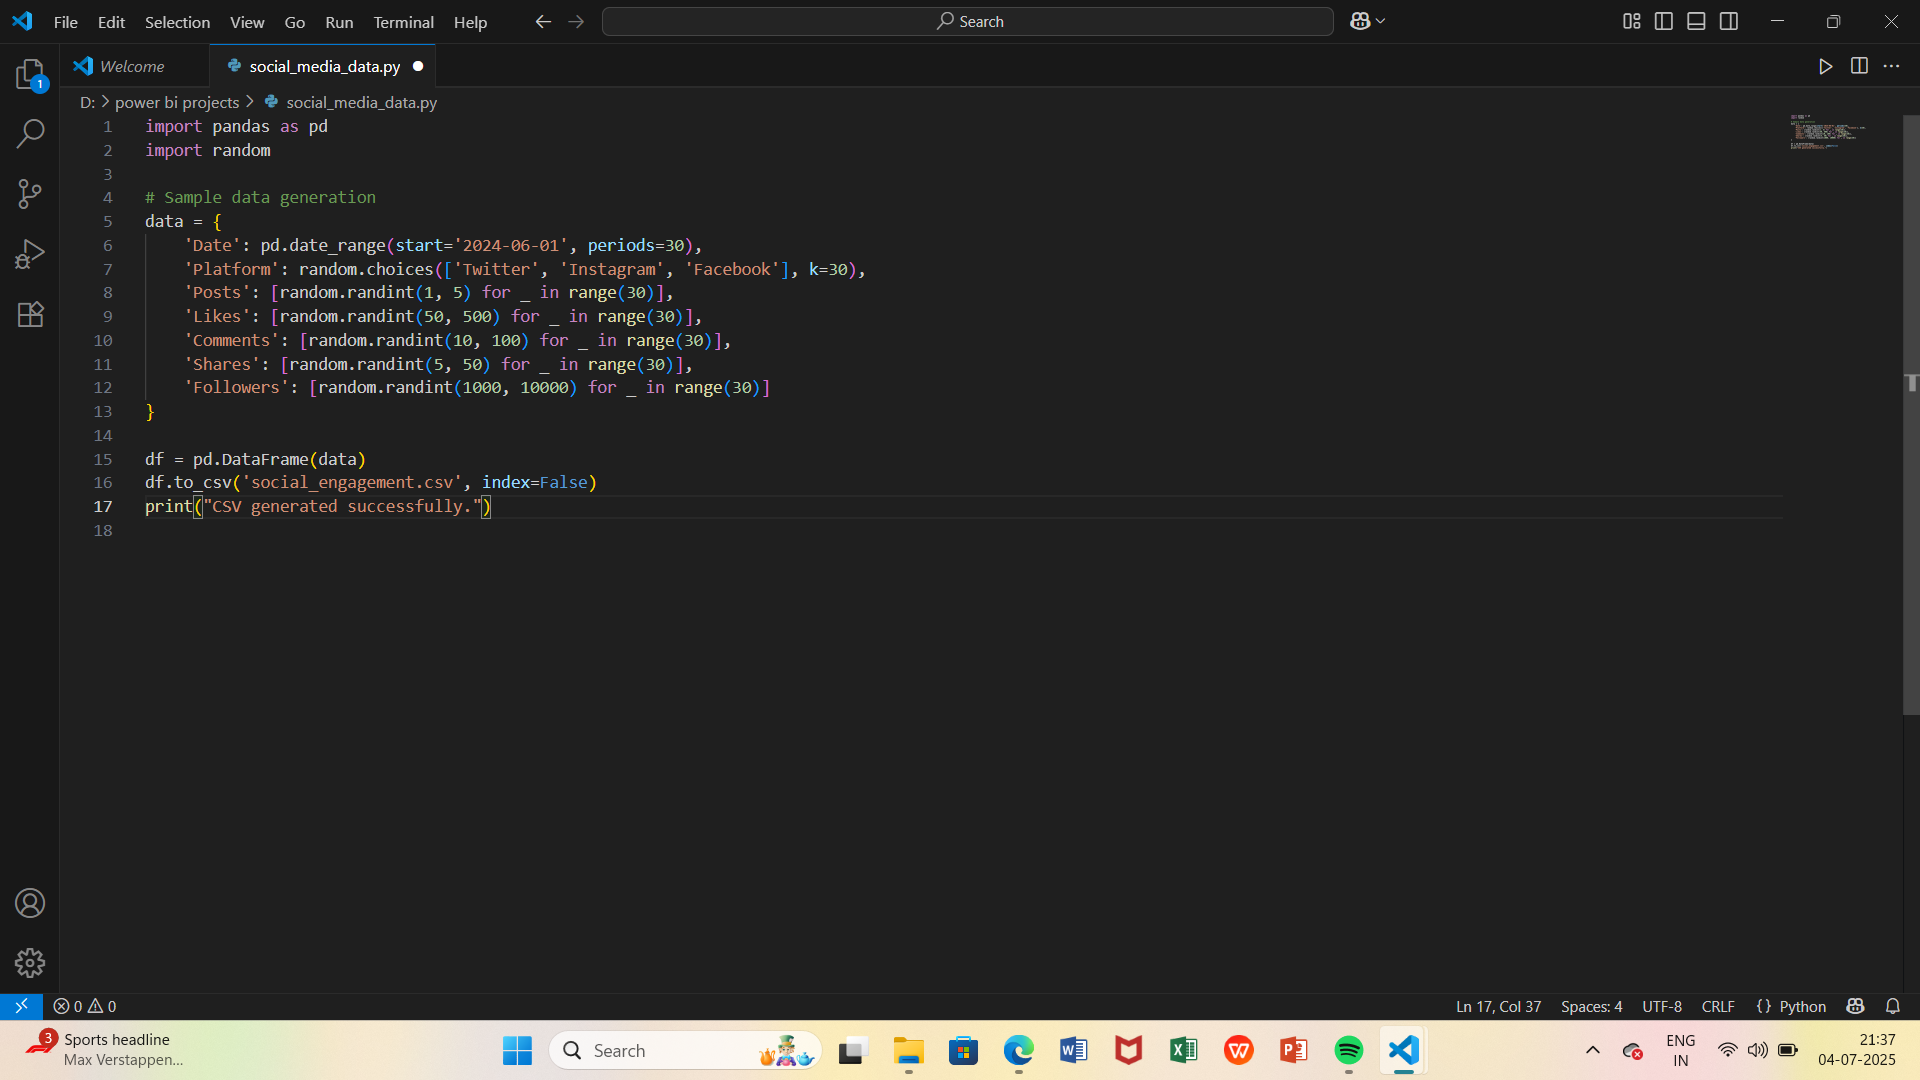 File Edit Selection View Go Run Terminal Help
Search
1
Welcome
social_media_data.py
D: > power bi projects > social_media_data.py
1 import pandas as pd
2 import random
3
4 # Sample data generation
5 data = {
6 'Date': pd.date_range(start='2024-06-01', periods=30),
7 'Platform': random.choices(['Twitter', 'Instagram', 'Facebook'], k=30),
8 'Posts': [random.randint(1, 5) for _ in range(30)],
9 'Likes': [random.randint(50, 500) for _ in range(30)],
10 'Comments': [random.randint(10, 100) for _ in range(30)],
11 'Shares': [random.randint(5, 50) for _ in range(30)],
12 'Followers': [random.randint(1000, 10000) for _ in range(30)]
13 }
14
15 df = pd.DataFrame(data)
16 df.to_csv('social_engagement.csv', index=False)
17 print("CSV generated successfully.")
18
0 0
Ln 17, Col 37 Spaces: 4 UTF-8 CRLF {} Python
3
Sports headline
Max Verstappen...
Search
ENG
IN
21:37
04-07-2025